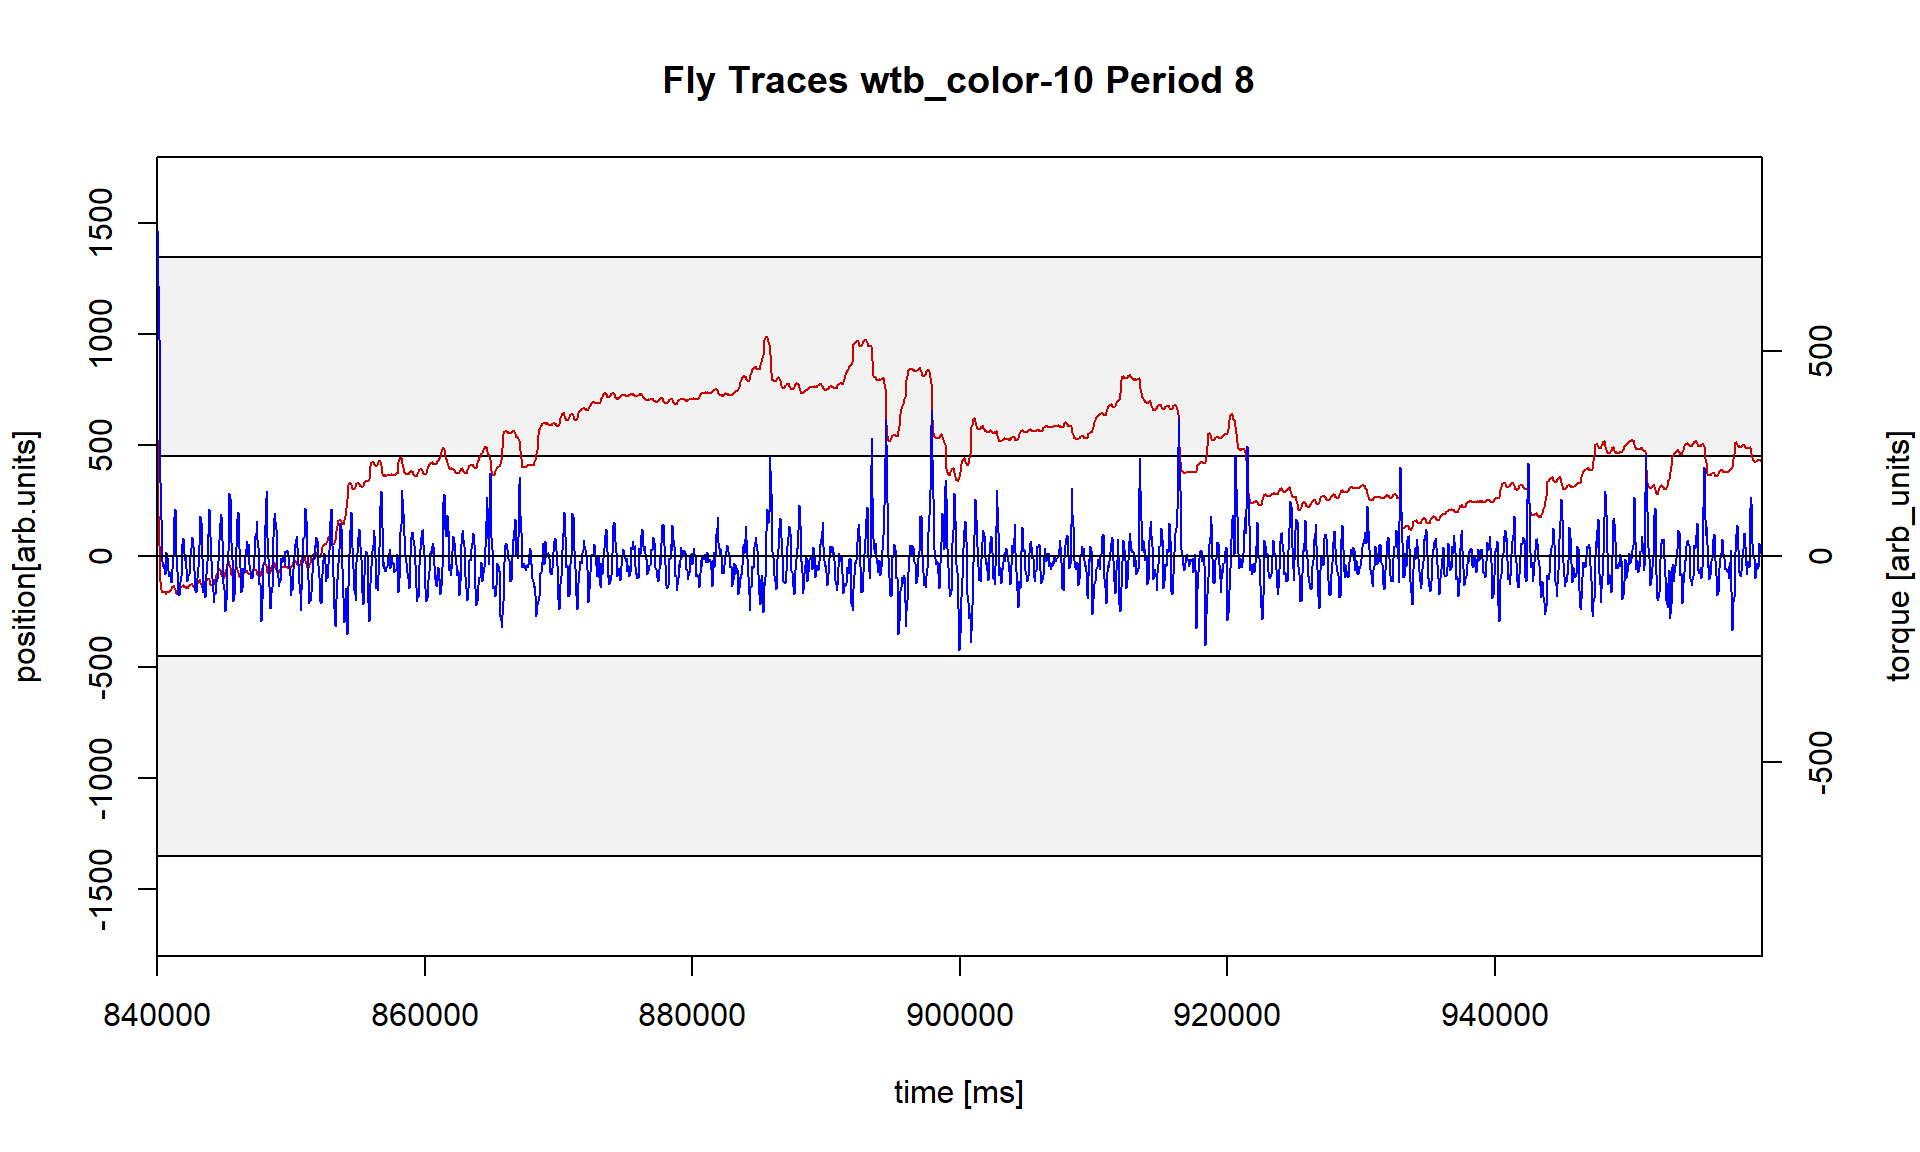 Fly Traces wtb_color-10 Period 8
1500
1000
500
0
-500
-1000
-1500
position[arb.units]
500
0
-500
torque [arb_units]
840000 860000 880000 900000 920000 940000
time [ms]